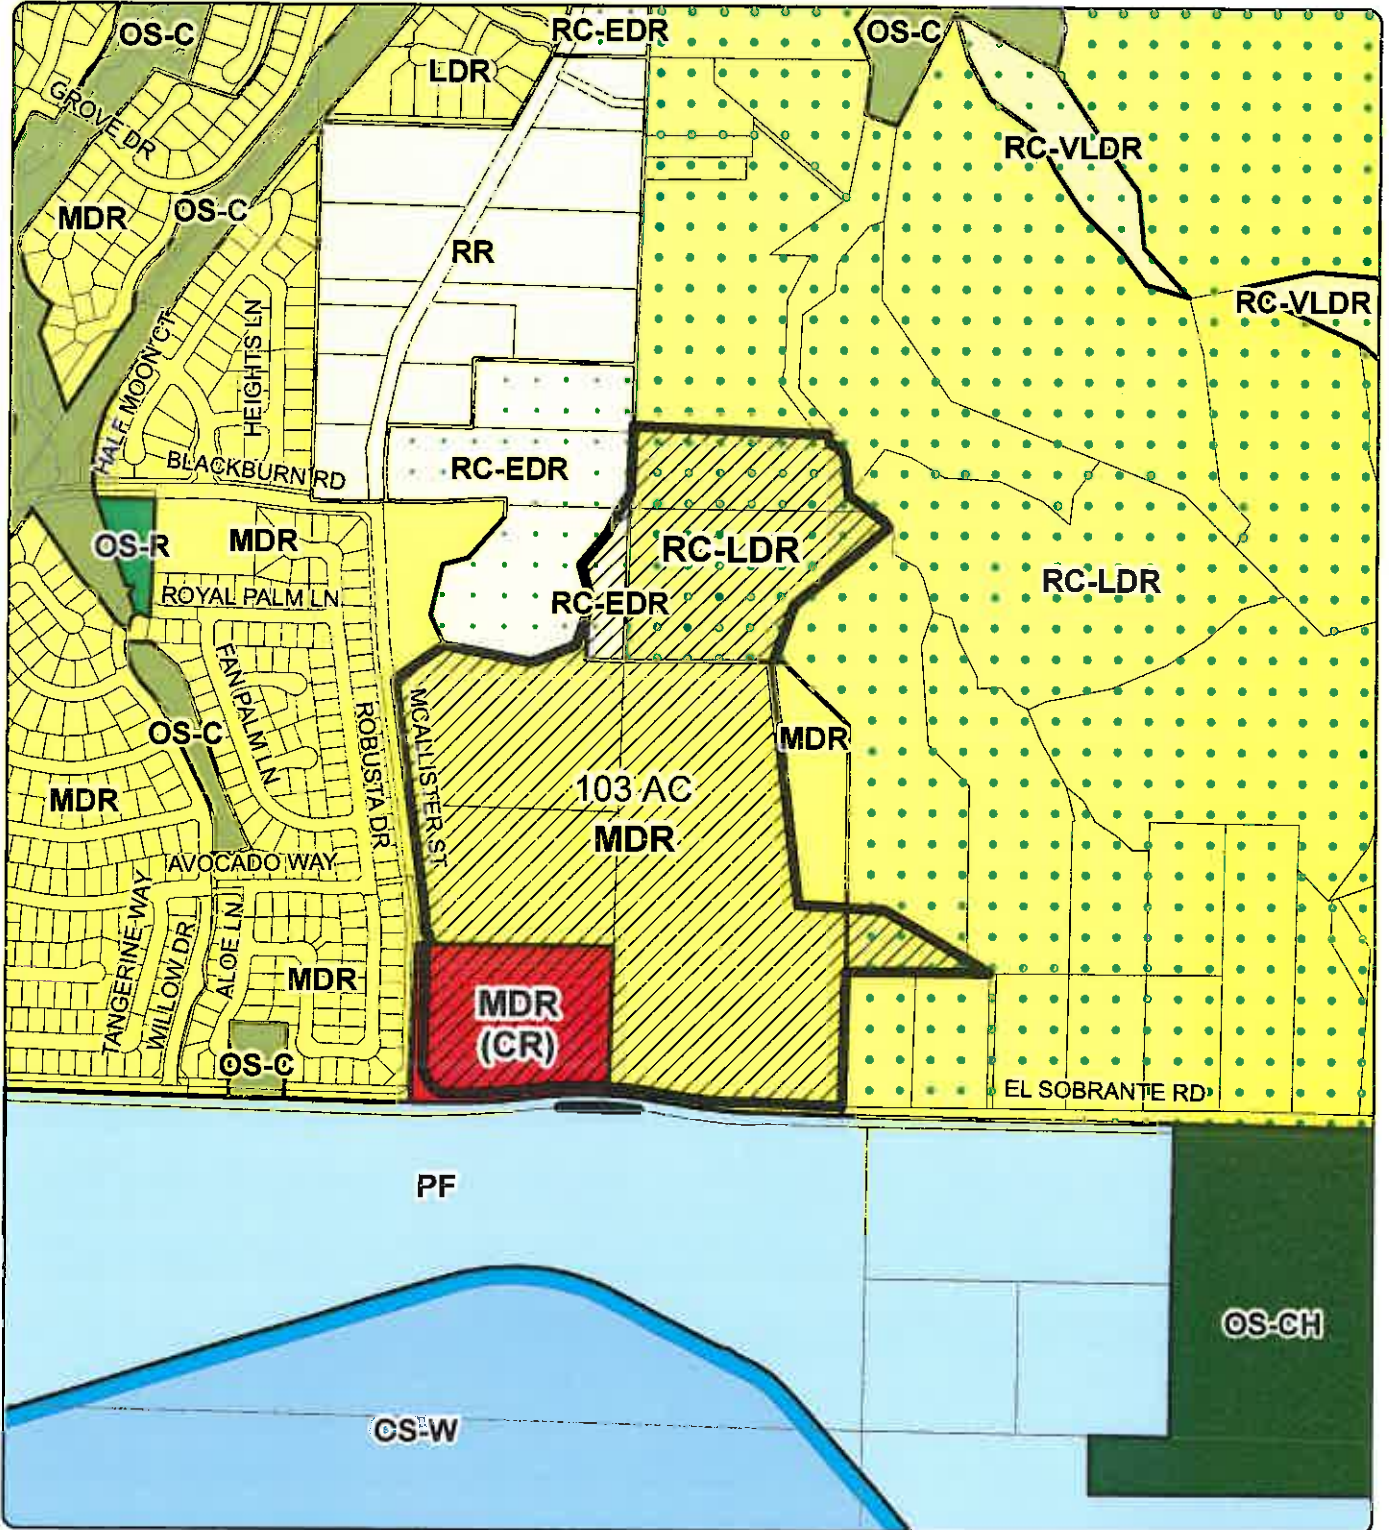 OS-C
RC-EDR
OS-C
LDR
GROVE DR
RC-VLDR
MDR
OS-C
RR
RC-VLDR
HEIGHTS LN
HALF MOON CT
BLACKBURN RD
RC-EDR
OS-R
MDR
RC-LDR
RC-LDR
ROYAL PALM LN
RC-EDR
FAN PALM LN
OS-C
ROBUSTA DR
MCALLISTER ST
MDR
103 AC
MDR
MDR
AVOCADO WAY
TANGERINE WAY
WILLOW DR
ALOE LN
MDR
MDR
(CR)
OS-C
EL SOBRANTE RD
PF
OS-CH
OS-W